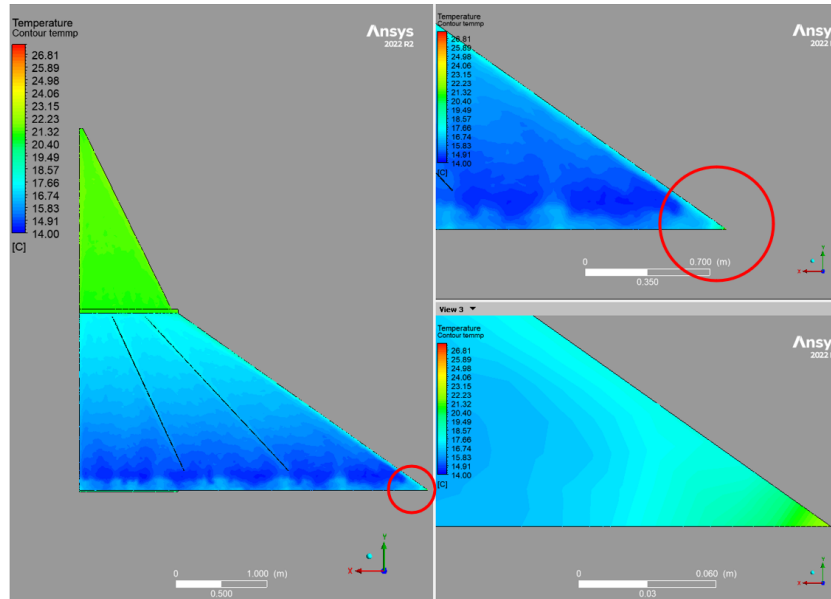 Temperature
Contour temmp
26.81
25.89
24.98
24.06
23.15
22.23
21.32
20.40
19.49
18.57
17.66
16.74
15.83
14.91
14.00
[C]
Ansys
2022 R2
0
1.000
(m)
0.500
Y
X
Temperature
Contour temmp
26.81
25.89
24.98
24.06
23.15
22.23
21.32
20.40
19.49
18.57
17.66
16.74
15.83
14.91
14.00
[C]
Ansy
2022
0
0.700
(m)
0.350
Y
X
View 3
Temperature
Contour temmp
26.81
25.89
24.98
24.06
23.15
22.23
21.32
20.40
19.49
18.57
17.66
16.74
15.83
14.91
14.00
[C]
Ansy
2022
0
0.060
(m)
0.03
Y
X